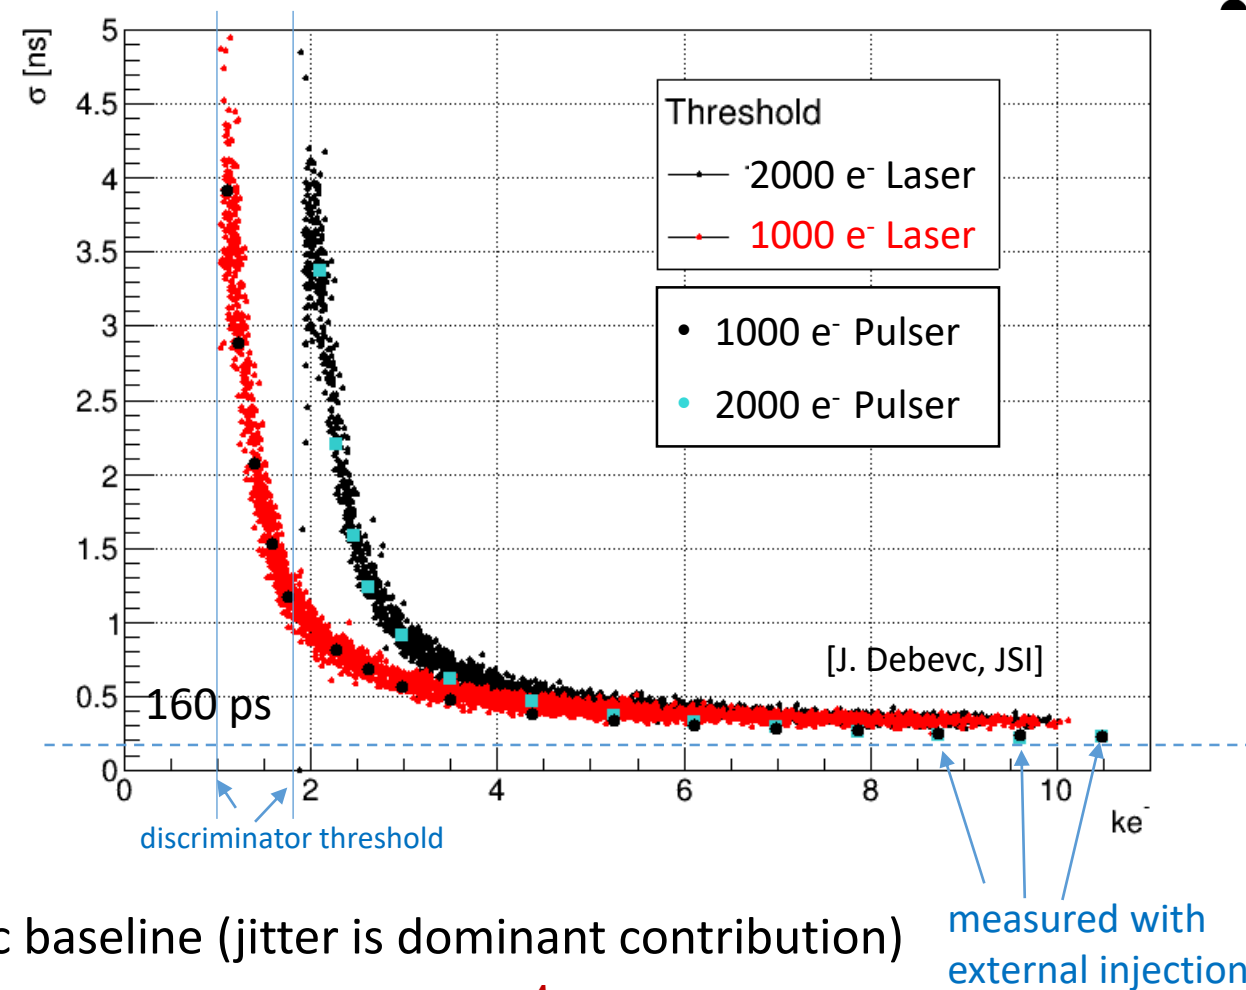 σ [ns]
5
4.5
4
3.5
3
2.5
2
1.5
1
0.5
0
Threshold
2000 e⁻ Laser
1000 e⁻ Laser
1000 e⁻ Pulser
2000 e⁻ Pulser
[J. Debevc, JSI]
160 ps
0 2 4 6 8 10
ke⁻
discriminator threshold
measured with
external injection
c baseline (jitter is dominant contribution)